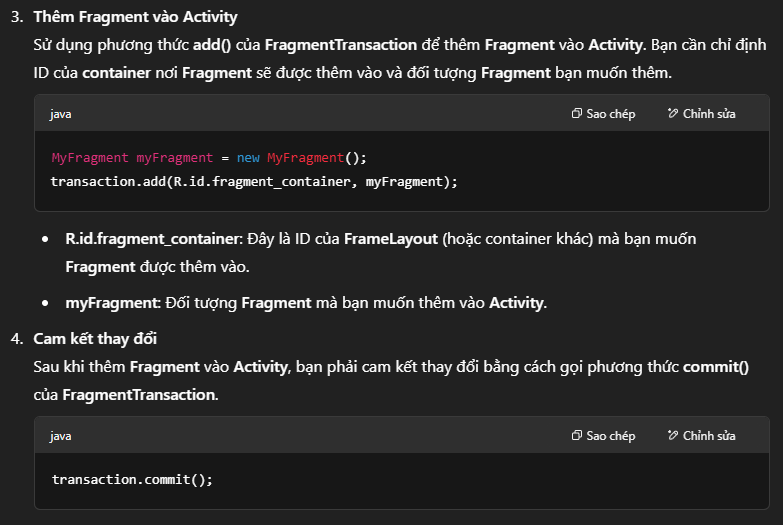 3. Thêm Fragment vào Activity
Sử dụng phương thức add() của FragmentTransaction để thêm Fragment vào Activity. Bạn cần chỉ định
ID của container nơi Fragment sẽ được thêm vào và đối tượng Fragment bạn muốn thêm.
java Sao chép Chỉnh sửa
MyFragment myFragment = new MyFragment();
transaction.add(R.id.fragment_container, myFragment);
• R.id.fragment_container: Đây là ID của FrameLayout (hoặc container khác) mà bạn muốn
Fragment được thêm vào.
• myFragment: Đối tượng Fragment mà bạn muốn thêm vào Activity.
4. Cam kết thay đổi
Sau khi thêm Fragment vào Activity, bạn phải cam kết thay đổi bằng cách gọi phương thức commit()
của FragmentTransaction.
java Sao chép Chỉnh sửa
transaction.commit();